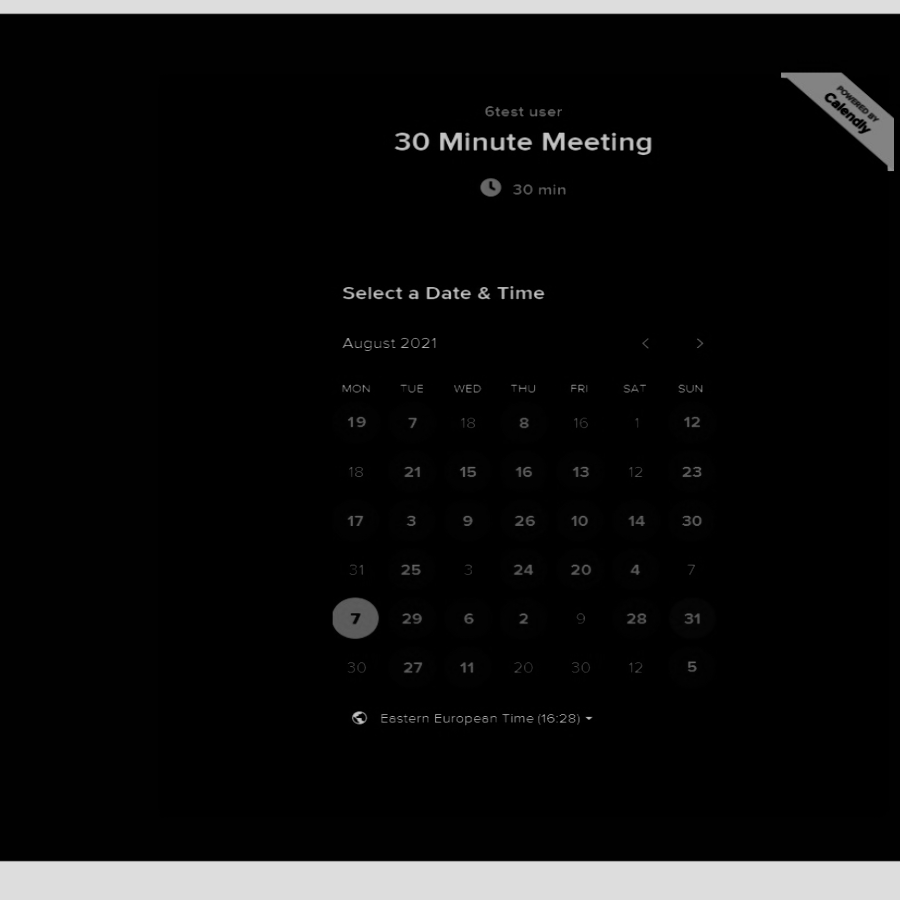 POWERED BY
Calendly
6test user
30 Minute Meeting
30 min
Select a Date & Time
August 2021
MON TUE WED THU FRI SAT SUN
19 7 18 8 16 1 12
18 21 15 16 13 12 23
17 3 9 26 10 14 30
31 25 3 24 20 4 7
7 29 6 2 9 28 31
30 27 11 20 30 12 5
Eastern European Time (16:28)